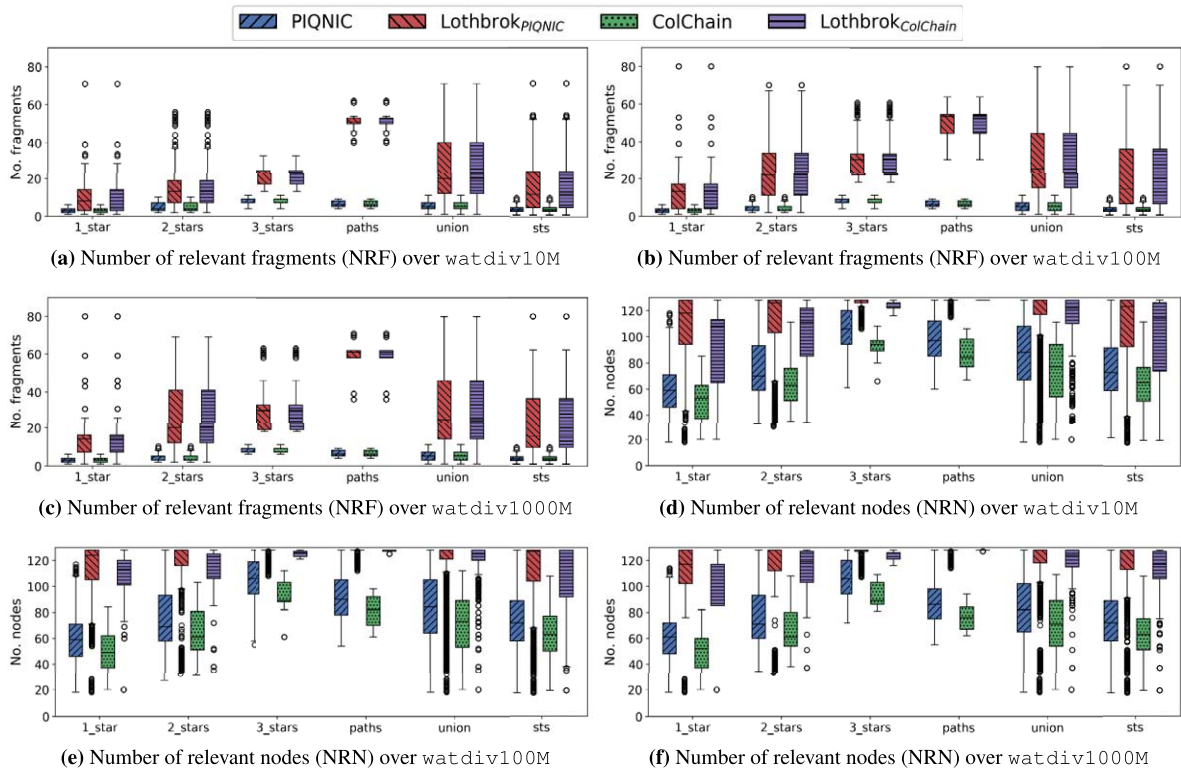 PIQNIC Lothbrok_PIQNIC ColChain Lothbrok_ColChain
No. fragments
80
60
40
20
0
1_star 2_stars 3_stars paths union sts
(a) Number of relevant fragments (NRF) over watdiv10M
No. fragments
80
60
40
20
0
1_star 2_stars 3_stars paths union sts
(b) Number of relevant fragments (NRF) over watdiv100M
No. fragments
80
60
40
20
0
1_star 2_stars 3_stars paths union sts
(c) Number of relevant fragments (NRF) over watdiv1000M
No. nodes
120
100
80
60
40
20
0
1_star 2_stars 3_stars paths union sts
(d) Number of relevant nodes (NRN) over watdiv10M
No. nodes
120
100
80
60
40
20
0
1_star 2_stars 3_stars paths union sts
(e) Number of relevant nodes (NRN) over watdiv100M
No. nodes
120
100
80
60
40
20
0
1_star 2_stars 3_stars paths union sts
(f) Number of relevant nodes (NRN) over watdiv1000M